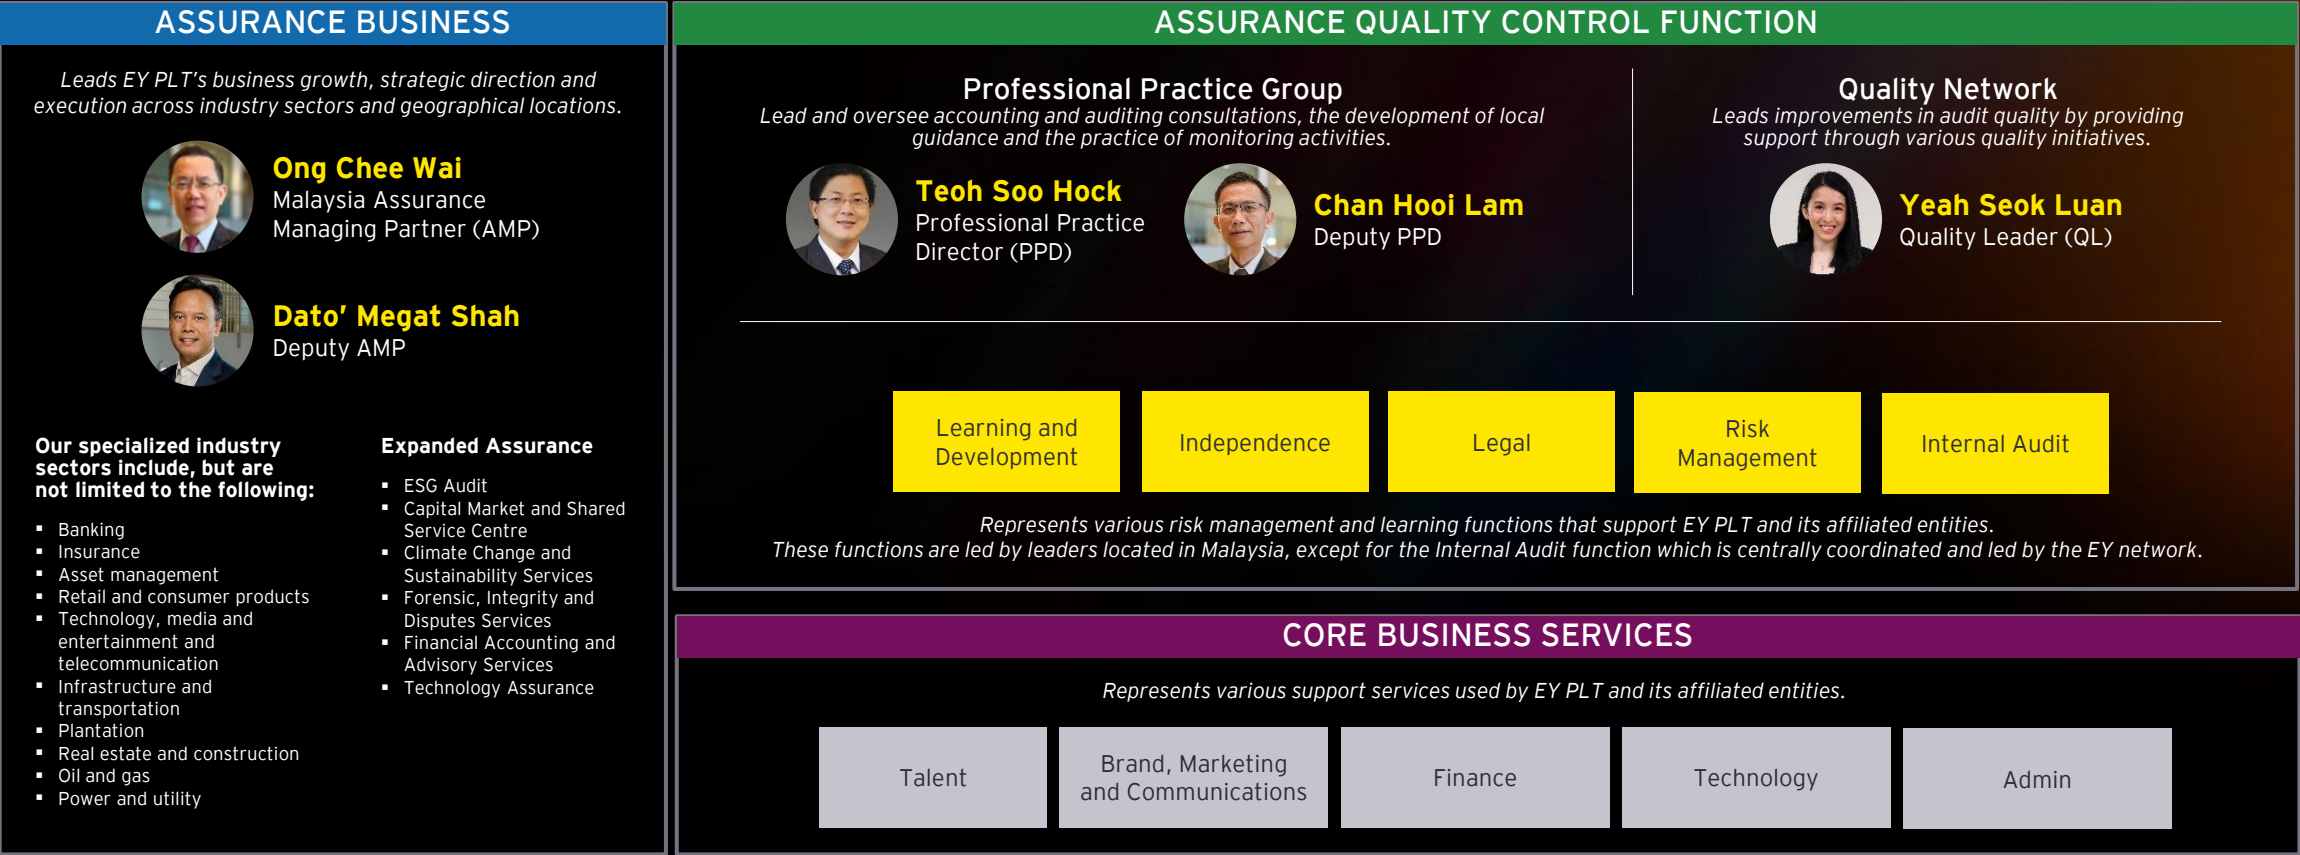 ASSURANCE BUSINESS
Leads EY PLT's business growth, strategic direction and
execution across industry sectors and geographical locations.
Ong Chee Wai
Malaysia Assurance
Managing Partner (AMP)
Dato' Megat Shah
Deputy AMP
Our specialized industry
sectors include, but are
not limited to the following:
▪ Banking
▪ Insurance
▪ Asset management
▪ Retail and consumer products
▪ Technology, media and
entertainment and
telecommunication
▪ Infrastructure and
transportation
▪ Plantation
▪ Real estate and construction
▪ Oil and gas
▪ Power and utility
Expanded Assurance
▪ ESG Audit
▪ Capital Market and Shared
Service Centre
▪ Climate Change and
Sustainability Services
▪ Forensic, Integrity and
Disputes Services
▪ Financial Accounting and
Advisory Services
▪ Technology Assurance
ASSURANCE QUALITY CONTROL FUNCTION
Professional Practice Group
Lead and oversee accounting and auditing consultations, the development of local
guidance and the practice of monitoring activities.
Teoh Soo Hock
Professional Practice
Director (PPD)
Chan Hooi Lam
Deputy PPD
Quality Network
Leads improvements in audit quality by providing
support through various quality initiatives.
Yeah Seok Luan
Quality Leader (QL)
Learning and
Development
Independence
Legal
Risk
Management
Internal Audit
Represents various risk management and learning functions that support EY PLT and its affiliated entities.
These functions are led by leaders located in Malaysia, except for the Internal Audit function which is centrally coordinated and led by the EY network.
CORE BUSINESS SERVICES
Represents various support services used by EY PLT and its affiliated entities.
Talent
Brand, Marketing
and Communications
Finance
Technology
Admin